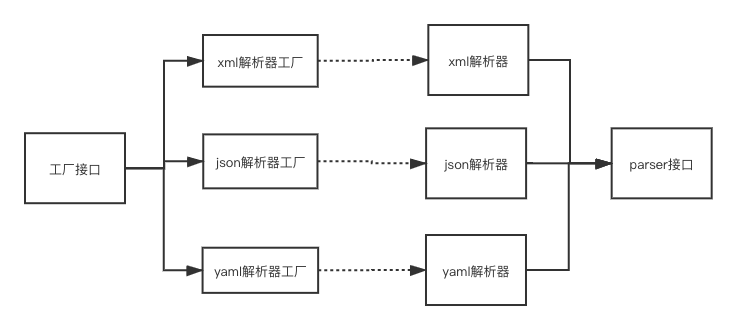 xml解析器工厂
xml解析器
工厂接口
json解析器工厂
json解析器
parser接口
yaml解析器工厂
yaml解析器